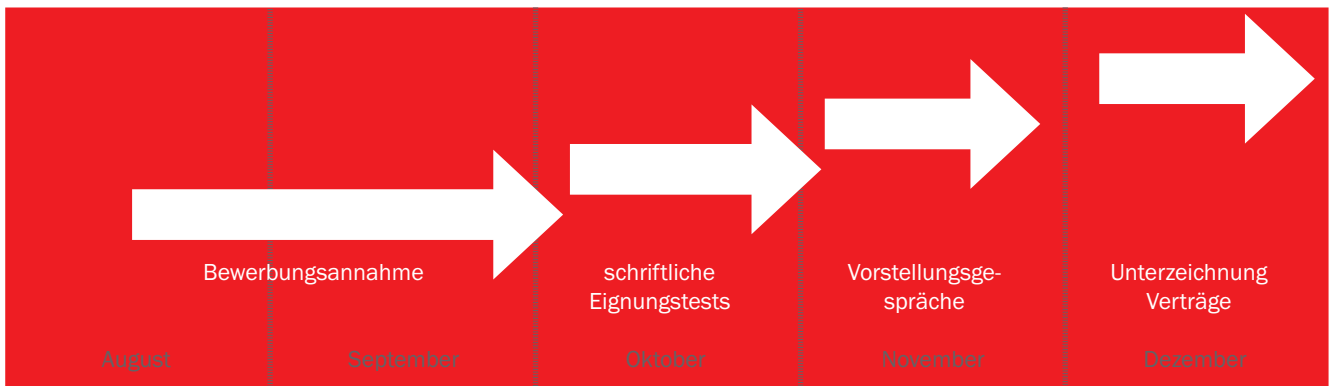 Bewerbungsannahme
schriftliche
Eignungstests
Vorstellungsge-
spräche
Unterzeichnung
Verträge
August
September
Oktober
November
Dezember